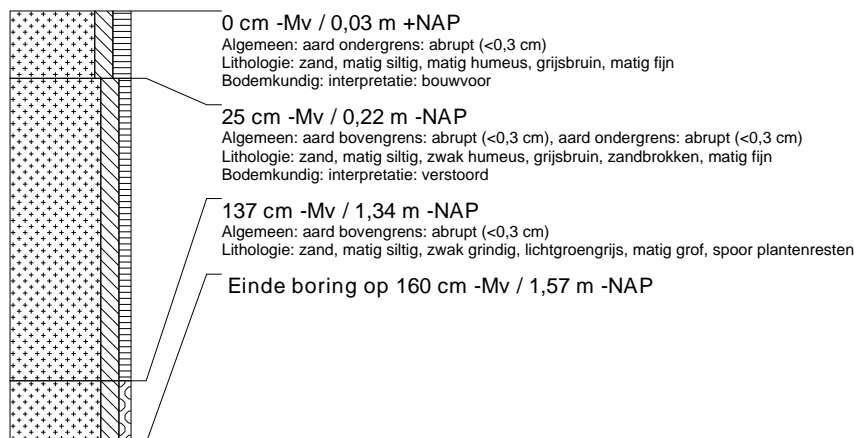 0 cm -Mv / 0,03 m +NAP
Algemeen: aard ondergrens: abrupt (<0,3 cm)
Lithologie: zand, matig siltig, matig humeus, grijsbruin, matig fijn
Bodemkundig: interpretatie: bouwvoor
25 cm -Mv / 0,22 m -NAP
Algemeen: aard bovengrens: abrupt (<0,3 cm), aard ondergrens: abrupt (<0,3 cm)
Lithologie: zand, matig siltig, zwak humeus, grijsbruin, zandbrokken, matig fijn
Bodemkundig: interpretatie: verstoord
137 cm -Mv / 1,34 m -NAP
Algemeen: aard bovengrens: abrupt (<0,3 cm)
Lithologie: zand, matig siltig, zwak grindig, lichtgroengrijs, matig grof, spoor plantenresten
Einde boring op 160 cm -Mv / 1,57 m -NAP